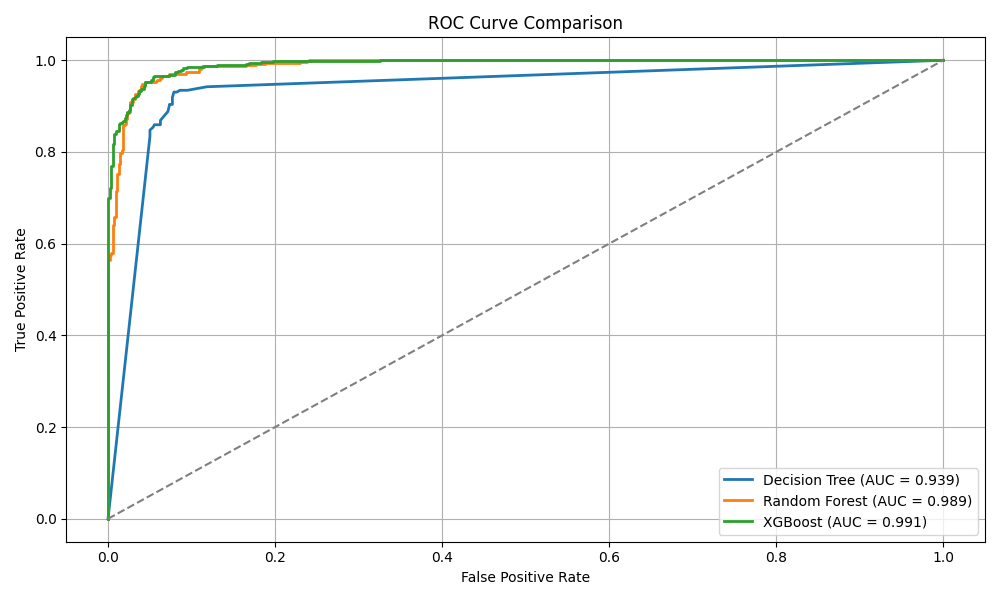 ROC Curve Comparison
1.0
0.8
0.6
0.4
0.2
0.0
True Positive Rate
0.0 0.2 0.4 0.6 0.8 1.0
False Positive Rate
Decision Tree (AUC = 0.939)
Random Forest (AUC = 0.989)
XGBoost (AUC = 0.991)